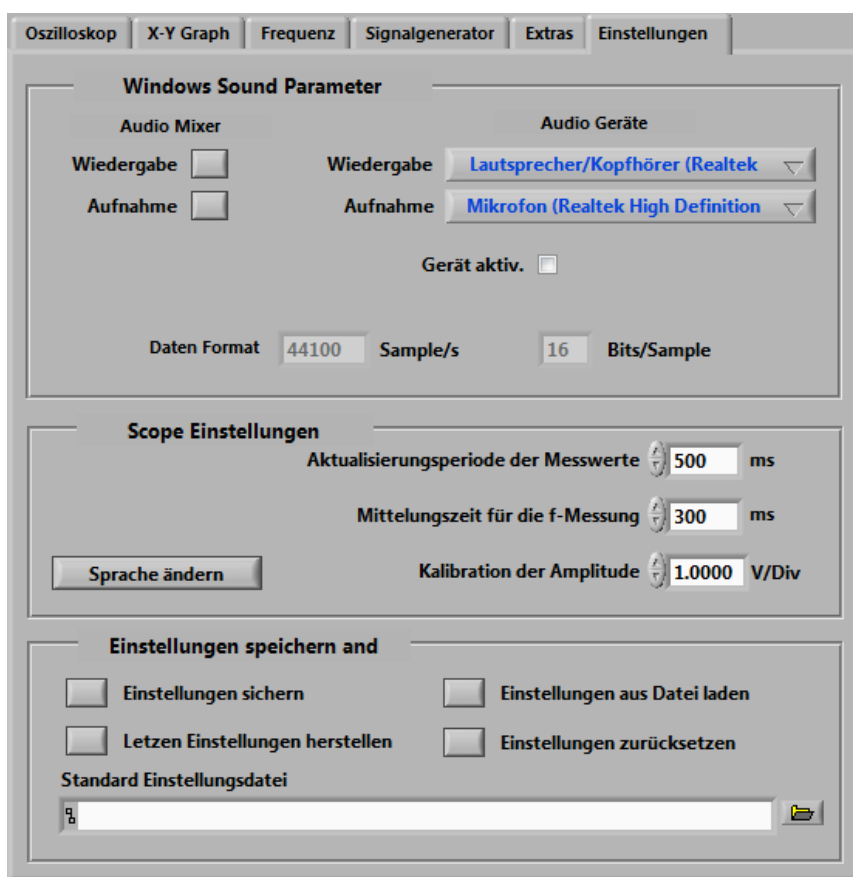 Oszilloskop X-Y Graph Frequenz Signalgenerator Extras Einstellungen
Windows Sound Parameter
Audio Mixer Audio Geräte
Wiedergabe Wiedergabe Lautsprecher/Kopfhörer (Realtek
Aufnahme Aufnahme Mikrofon (Realtek High Definition
Gerät aktiv.
Daten Format 44100 Sample/s 16 Bits/Sample
Scope Einstellungen
Aktualisierungsperiode der Messwerte 500 ms
Mittelungszeit für die f-Messung 300 ms
Sprache ändern Kalibration der Amplitude 1.0000 V/Div
Einstellungen speichern and
Einstellungen sichern Einstellungen aus Datei laden
Letzen Einstellungen herstellen Einstellungen zurücksetzen
Standard Einstellungsdatei